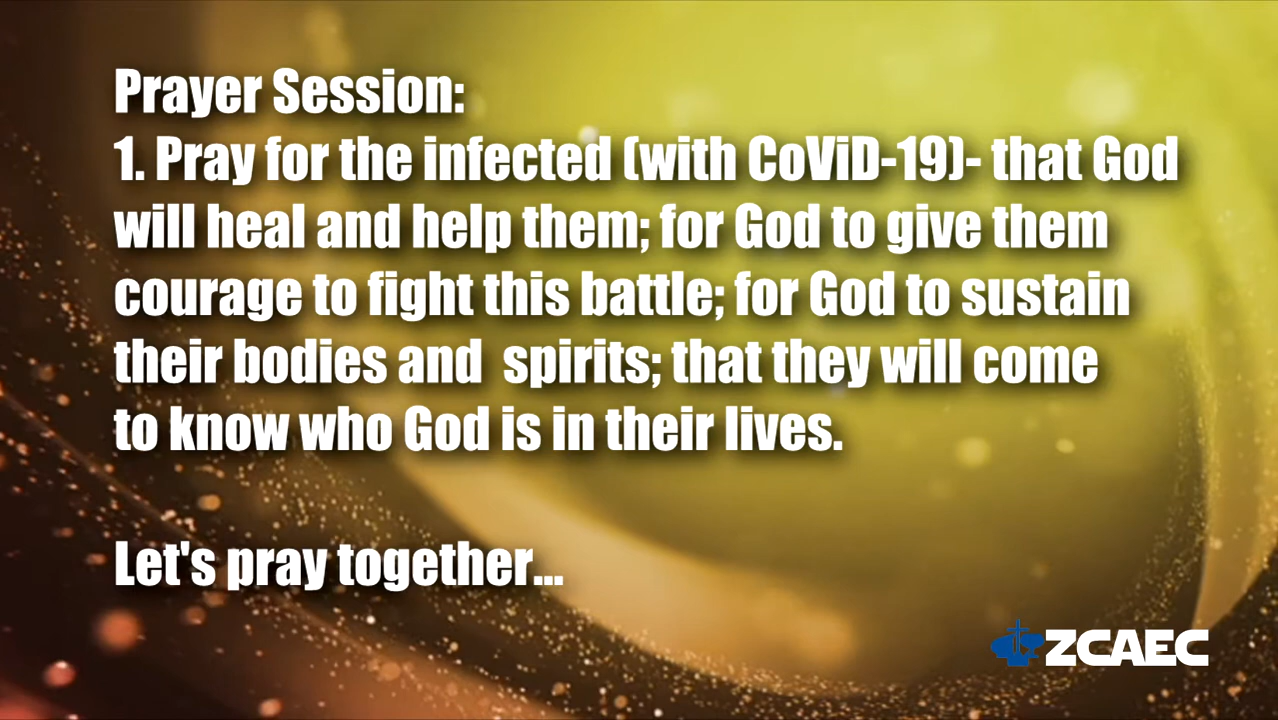 Prayer Session:
1. Pray for the infected (with CoViD-19)- that God
will heal and help them; for God to give them
courage to fight this battle; for God to sustain
their bodies and  spirits; that they will come
to know who God is in their lives.
Let's pray together...
ZCAEC